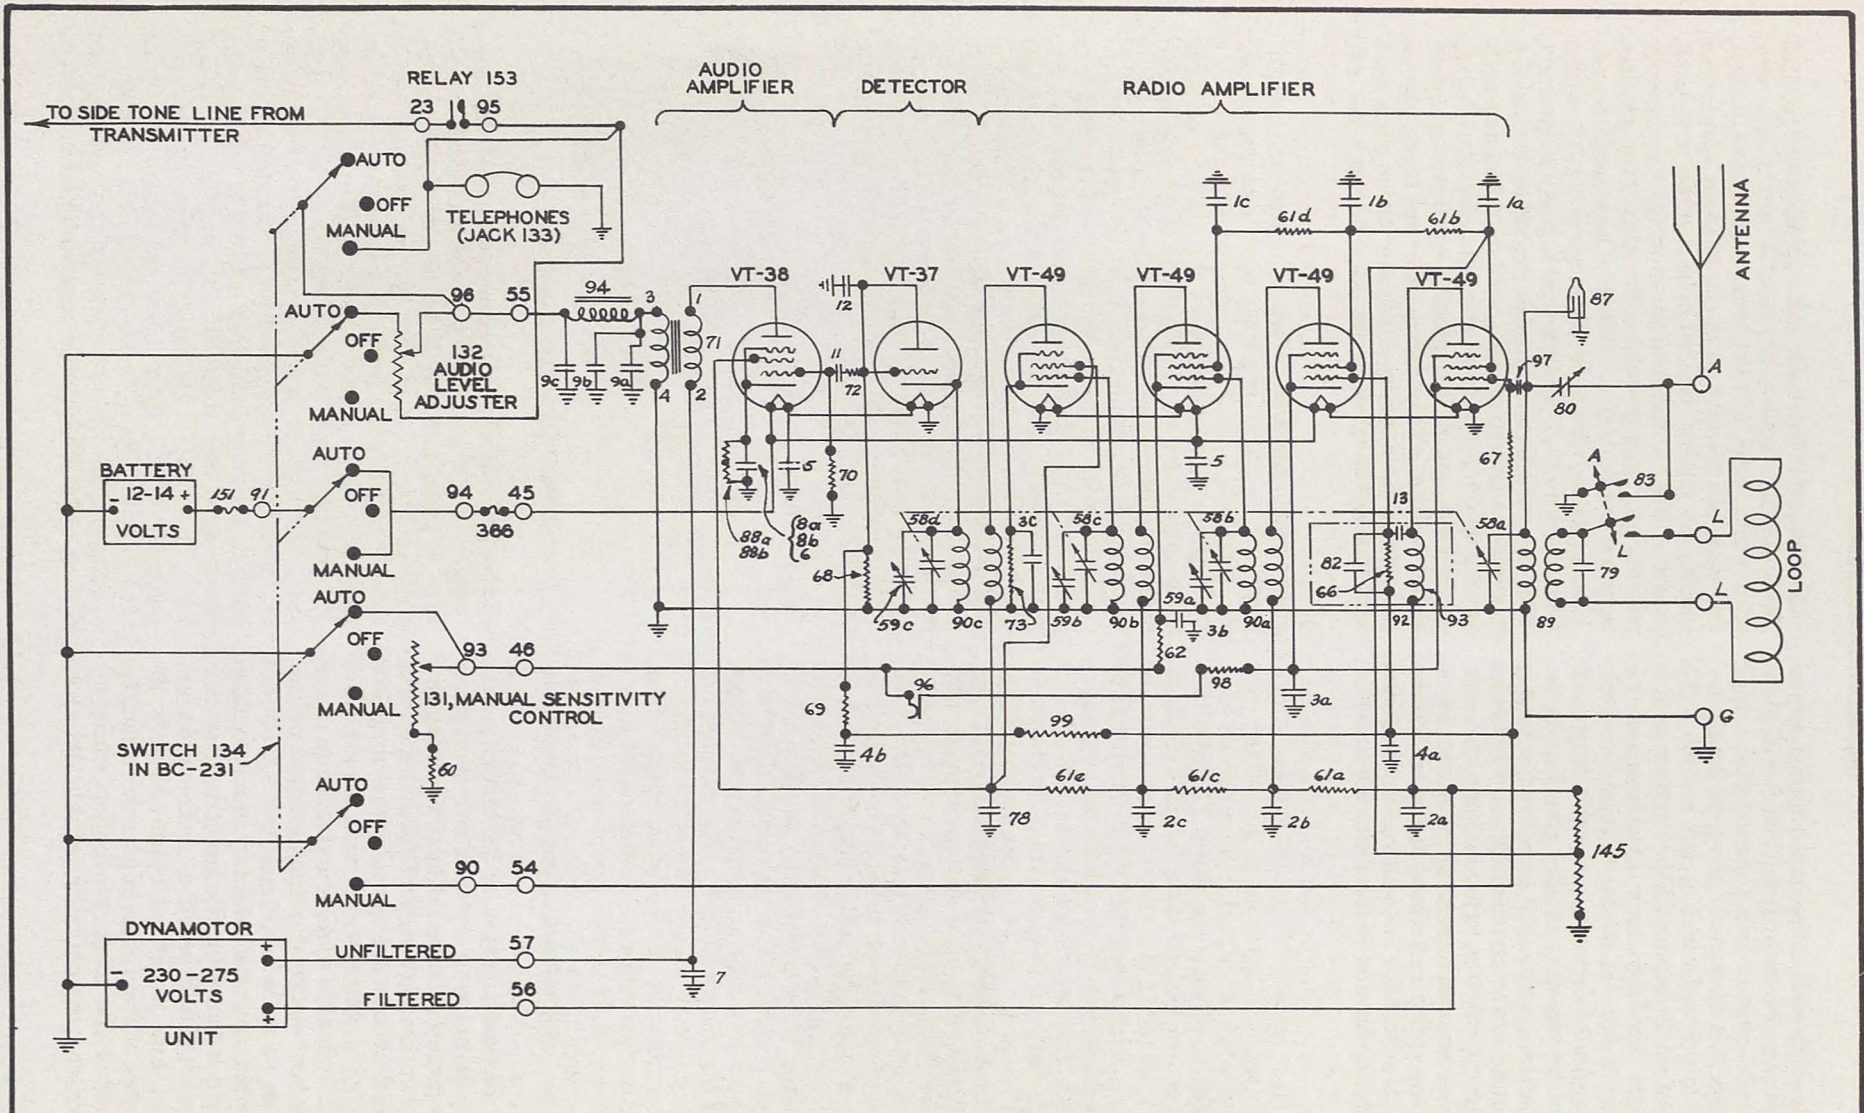 RELAY 153
23
95
TO SIDE TONE LINE FROM
TRANSMITTER
AUDIO
AMPLIFIER
DETECTOR
RADIO AMPLIFIER
AUTO
OFF
MANUAL
TELEPHONES
(JACK 133)
1c
61d
1b
61b
1a
ANTENNA
VT-38
VT-37
VT-49
VT-49
VT-49
VT-49
12
87
AUTO
OFF
MANUAL
96
55
94
3
1
71
4
2
132
AUDIO
LEVEL
ADJUSTER
9c
9b
9a
11
72
97
80
A
BATTERY
- 12-14 +
VOLTS
151
91
AUTO
OFF
MANUAL
94
45
366
88a
88b
8a
8b
6
5
70
5
67
13
A
83
L
58d
3c
58c
58b
58a
68
59c
90c
73
59b
90b
59a
3b
90a
82
66
92
93
89
79
L
L
LOOP
AUTO
OFF
MANUAL
93
46
131, MANUAL SENSITIVITY
CONTROL
60
62
96
98
3a
69
99
4b
4a
G
SWITCH 134
IN BC-231
AUTO
OFF
MANUAL
61e
61c
61a
78
2c
2b
2a
145
90
54
DYNAMOTOR
+
-
230-275
VOLTS
+
UNIT
UNFILTERED
57
7
FILTERED
56